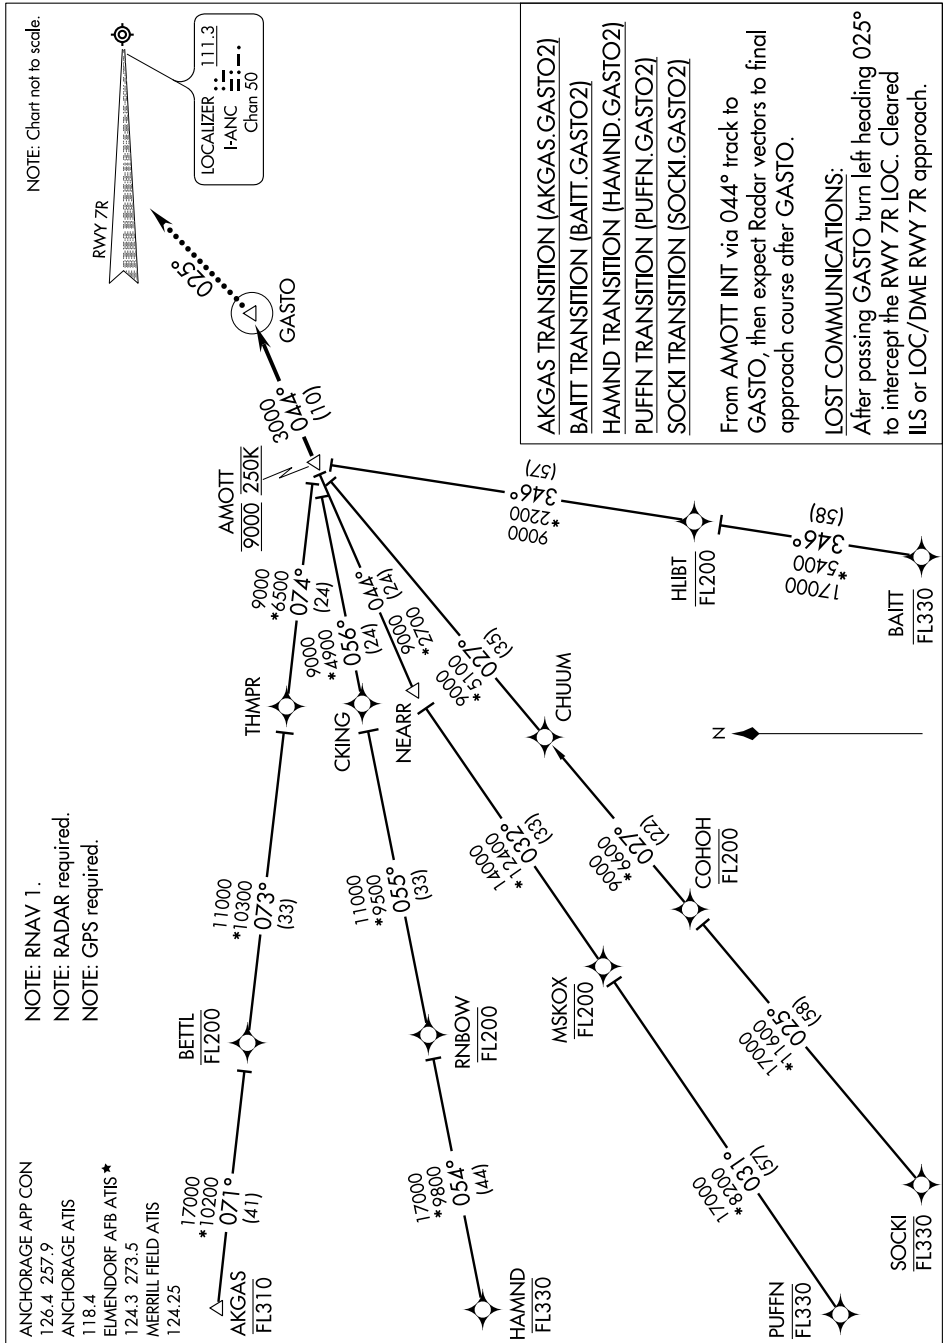 ANCHORAGE APP CON
126.4 257.9
ANCHORAGE ATIS
118.4
ELMENDORF AFB ATIS★
124.3 273.5
MERRILL FIELD ATIS
124.25
NOTE: RNAV 1.
NOTE: RADAR required.
NOTE: GPS required.
NOTE: Chart not to scale.
RWY 7R
LOCALIZER 111.3
I-ANC
Chan 50
025°
GASTO
3000
044°
(10)
AMOTT
9000 250K
AKGAS
FL310
17000
*10200
071°
(41)
BETTL
FL200
11000
*10300
073°
(33)
THMPR
9000
*6500
074°
(24)
HAMND
FL330
17000
*9800
054°
(44)
RNBOW
FL200
11000
*9500
055°
(33)
CKING
9000
*4900
056°
(24)
PUFFN
FL330
17000
*8200
031°
(57)
MSKOX
FL200
14000
*12400
032°
(33)
NEARR
9000
*2700
044°
(24)
SOCKI
FL330
17000
*11600
025°
(58)
COHOH
FL200
9000
*6600
027°
(22)
CHUUM
9000
*5100
027°
(35)
BAITT
FL330
17000
*5400
346°
(58)
HLIBT
FL200
9000
*2200
346°
(57)
N
AKGAS TRANSITION (AKGAS.GASTO2)
BAITT TRANSITION (BAITT.GASTO2)
HAMND TRANSITION (HAMND.GASTO2)
PUFFN TRANSITION (PUFFN.GASTO2)
SOCKI TRANSITION (SOCKI.GASTO2)
From AMOTT INT via 044° track to
GASTO, then expect Radar vectors to final
approach course after GASTO.
LOST COMMUNICATIONS:
After passing GASTO turn left heading 025°
to intercept the RWY 7R LOC. Cleared
ILS or LOC/DME RWY 7R approach.